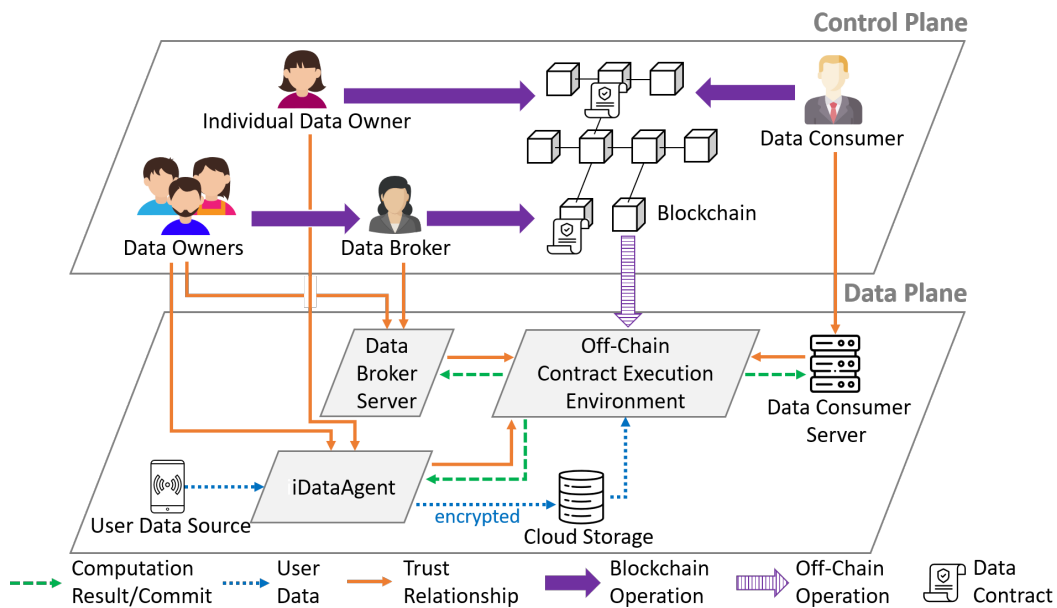 Control Plane
Individual Data Owner
Data Consumer
Data Owners
Data Broker
Blockchain
Data Plane
Data
Broker
Server
Off-Chain
Contract Execution
Environment
Data Consumer
Server
iDataAgent
User Data Source
encrypted
Cloud Storage
Computation
Result/Commit
User
Data
Trust
Relationship
Blockchain
Operation
Off-Chain
Operation
Data
Contract